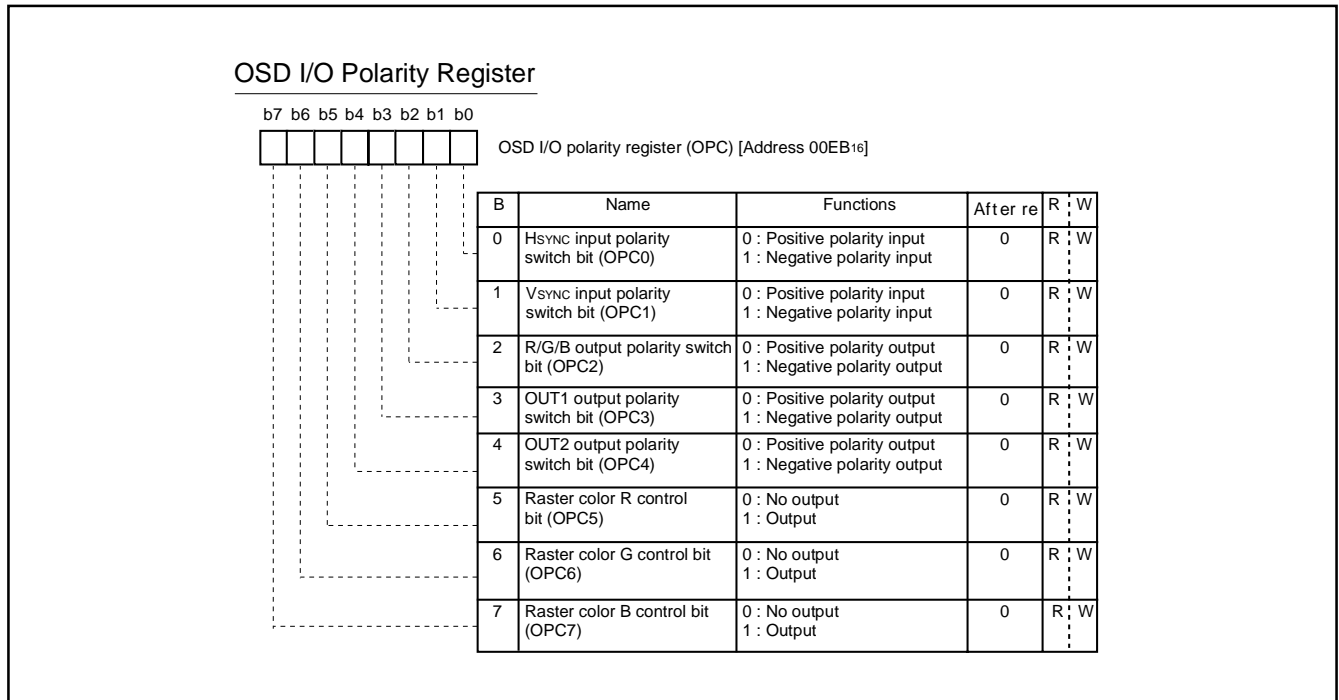 OSD I/O Polarity Register
b7 b6 b5 b4 b3 b2 b1 b0
OSD I/O polarity register (OPC) [Address 00EB16]
B Name Functions After re R W
0 HSYNC input polarity switch bit (OPC0) 0 : Positive polarity input 1 : Negative polarity input 0 R W
1 VSYNC input polarity switch bit (OPC1) 0 : Positive polarity input 1 : Negative polarity input 0 R W
2 R/G/B output polarity switch bit (OPC2) 0 : Positive polarity output 1 : Negative polarity output 0 R W
3 OUT1 output polarity switch bit (OPC3) 0 : Positive polarity output 1 : Negative polarity output 0 R W
4 OUT2 output polarity switch bit (OPC4) 0 : Positive polarity output 1 : Negative polarity output 0 R W
5 Raster color R control bit (OPC5) 0 : No output 1 : Output 0 R W
6 Raster color G control bit (OPC6) 0 : No output 1 : Output 0 R W
7 Raster color B control bit (OPC7) 0 : No output 1 : Output 0 R W